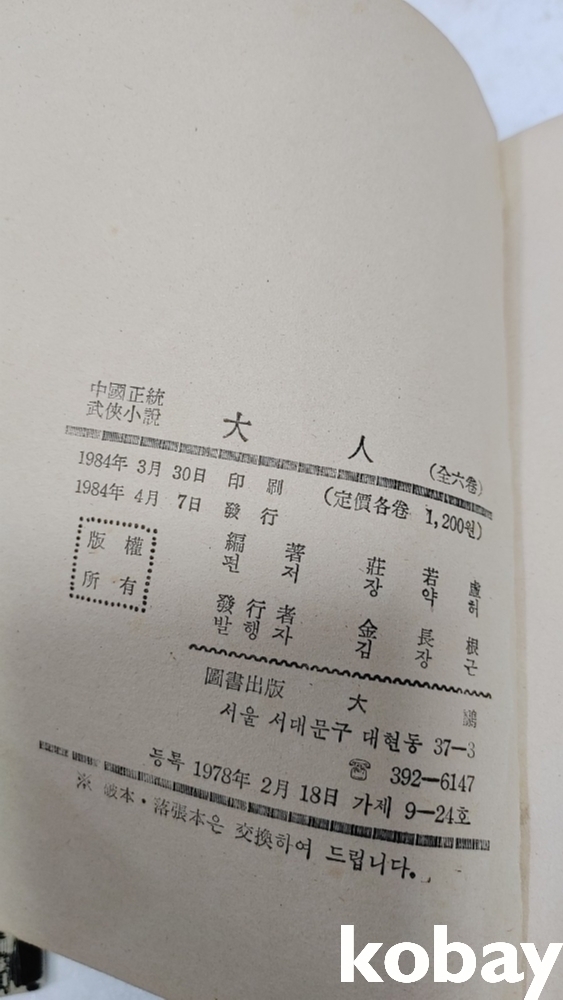 中國正統
武俠小說
大人
(全六卷)
1984年 3月 30日 印刷
1984年 4月 7日 發行
(定價各卷 1,200원)
版權
所有
編著 莊若虛
편저 장약허
發行者 金長根
발행자 김장근
圖書出版 大
서울 서대문구 대현동 37—3
☎ 392—6147
등록 1978年 2月 18日 가제 9—24호
※ 破本·落張本은 交換하여 드립니다.
kobay